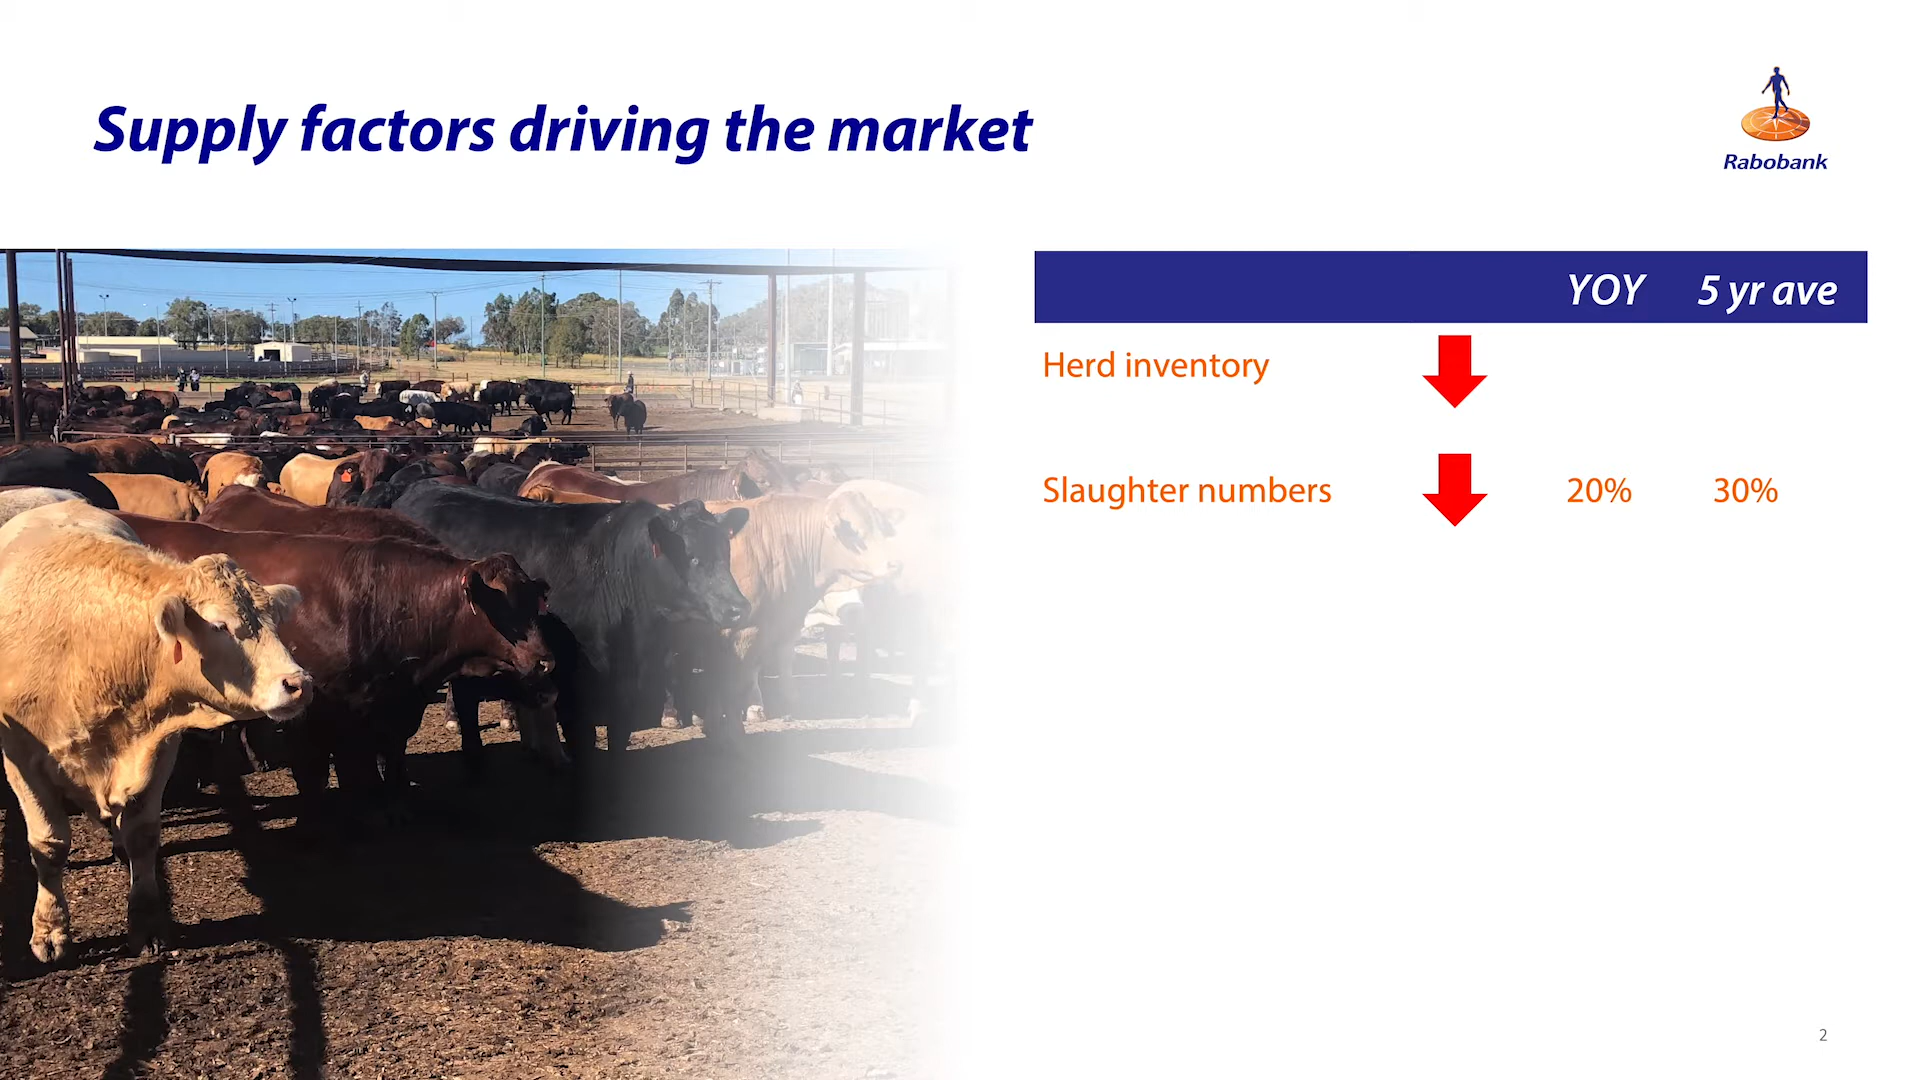 Supply factors driving the market
Rabobank
YOY 5 yr ave
Herd inventory
Slaughter numbers 20% 30%
2